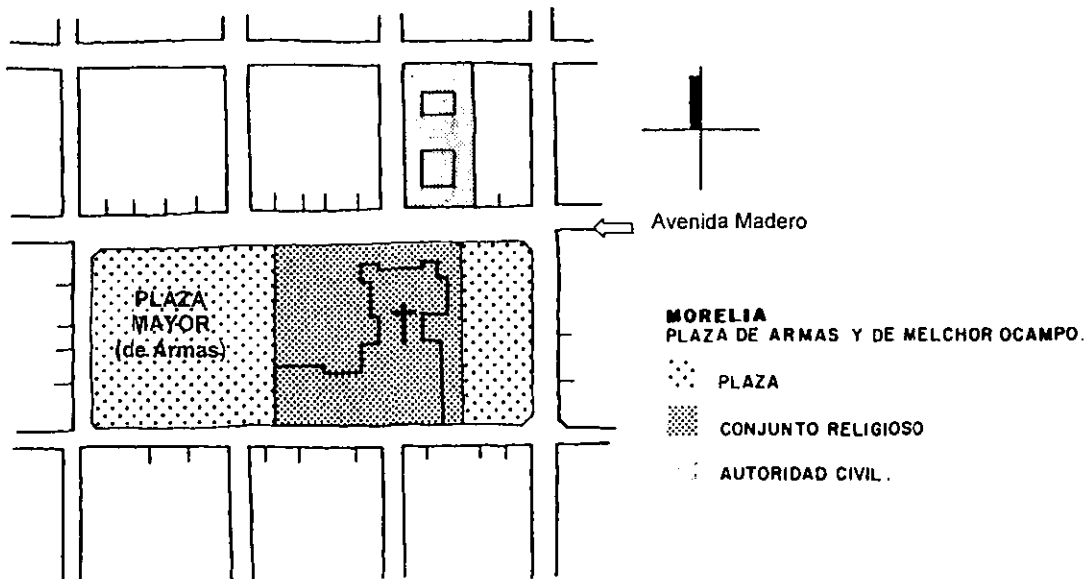 Avenida Madero
PLAZA
MAYOR
(de Armas)
MORELIA
PLAZA DE ARMAS Y DE MELCHOR OCAMPO.
PLAZA
CONJUNTO RELIGIOSO
AUTORIDAD CIVIL.